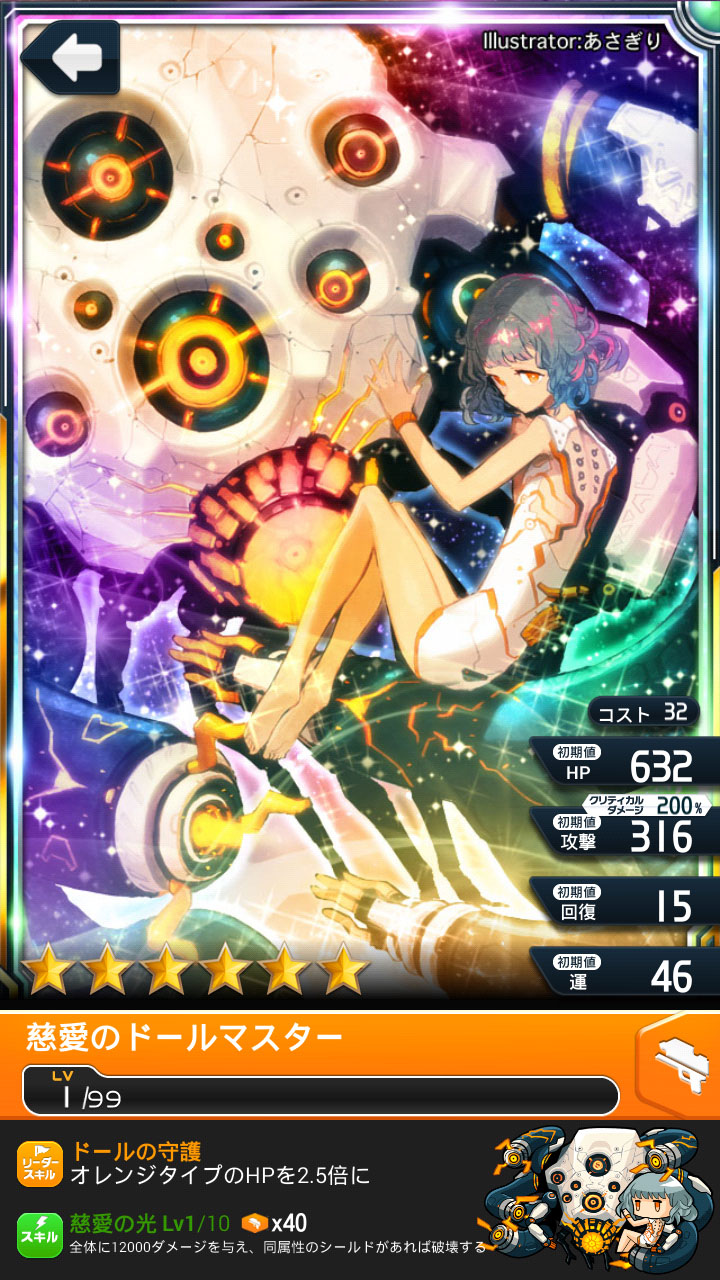 Illustrator:あさぎり
コスト 32
初期値
HP 632
クリティカル
ダメージ 200%
初期値
攻撃 316
初期値
回復 15
初期値
運 46
慈愛のドールマスター
LV
1/99
リーダー
スキル
ドールの守護
オレンジタイプのHPを2.5倍に
スキル
慈愛の光 Lv1/10 x40
全体に12000ダメージを与え、同属性のシールドがあれば破壊する